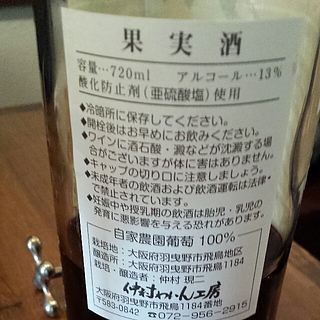 果実酒
容量…720ml アルコール…13%
酸化防止剤(亜硫酸塩)使用
◆冷暗所に保存してください。
◆開栓後はお早めにお飲みください。
◆ワインに酒石酸・澱などが沈澱する場
合がございますが体に害はありません。
◆キャップの切り口に注意しましょう。
◆未成年者の飲酒および飲酒運転は法律
で禁止されています。
◆妊娠中や授乳期の飲酒は胎児・乳児の
発育に悪影響を与える恐れがあります。
自家農園葡萄 100%
栽培地:大阪府羽曳野市飛鳥地区
醸造所:大阪府羽曳野市飛鳥1184
栽培・醸造者:仲村 現二
仲村わいん工房
大阪府羽曳野市飛鳥1184番地
〒583-0842 ☎072-956-2915